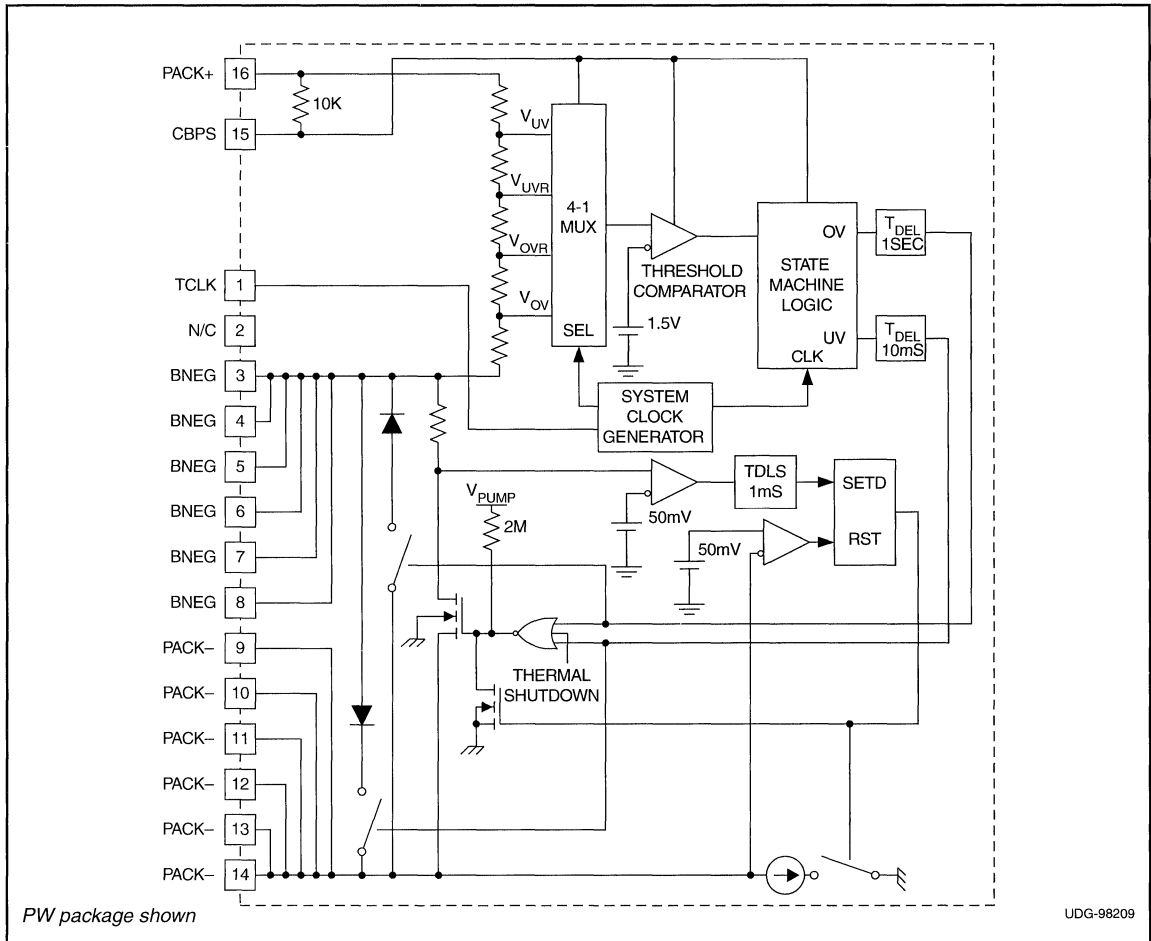 PACK+ 16
10K
CBPS 15
V_UV
V_UVR
V_OVR
V_OV
4-1
MUX
SEL
THRESHOLD
COMPARATOR
1.5V
OV
STATE
MACHINE
LOGIC
UV
CLK
T_DEL
1SEC
T_DEL
10mS
TCLK 1
N/C 2
BNEG 3
BNEG 4
BNEG 5
BNEG 6
BNEG 7
BNEG 8
PACK– 9
PACK– 10
PACK– 11
PACK– 12
PACK– 13
PACK– 14
SYSTEM
CLOCK
GENERATOR
V_PUMP
2M
50mV
TDLS
1mS
SETD
RST
50mV
THERMAL
SHUTDOWN
PW package shown
UDG-98209